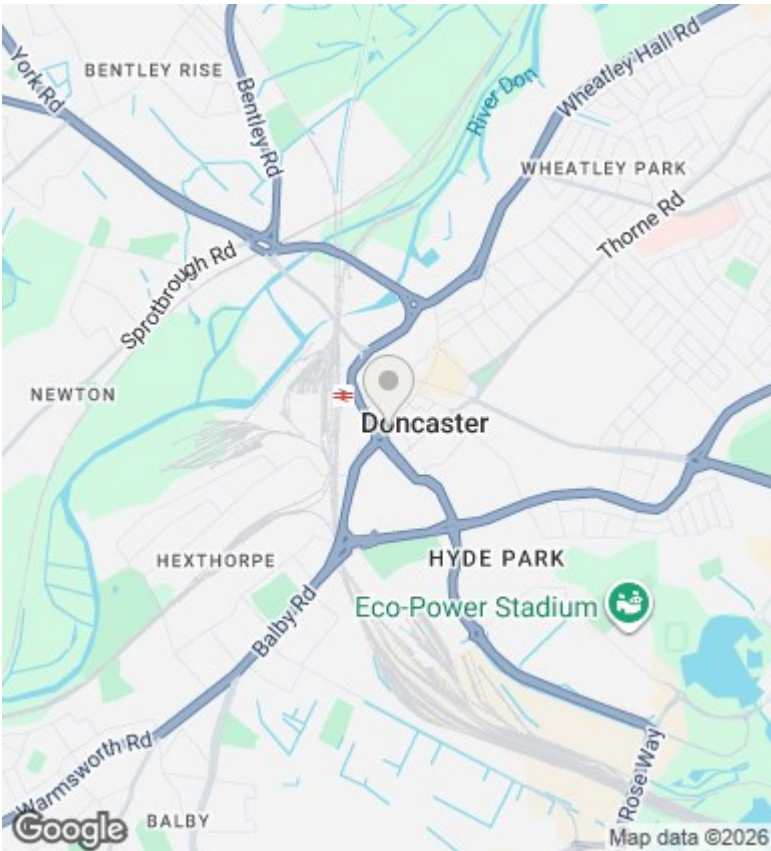 BENTLEY RISE
York Rd
Bentley Rd
River Don
Wheatley Hall Rd
WHEATLEY PARK
Thorne Rd
Sprotbrough Rd
NEWTON
Doncaster
HEXTHORPE
HYDE PARK
Eco-Power Stadium
Balby Rd
Warmsworth Rd
Rose Way
BALBY
Google
Map data ©2026